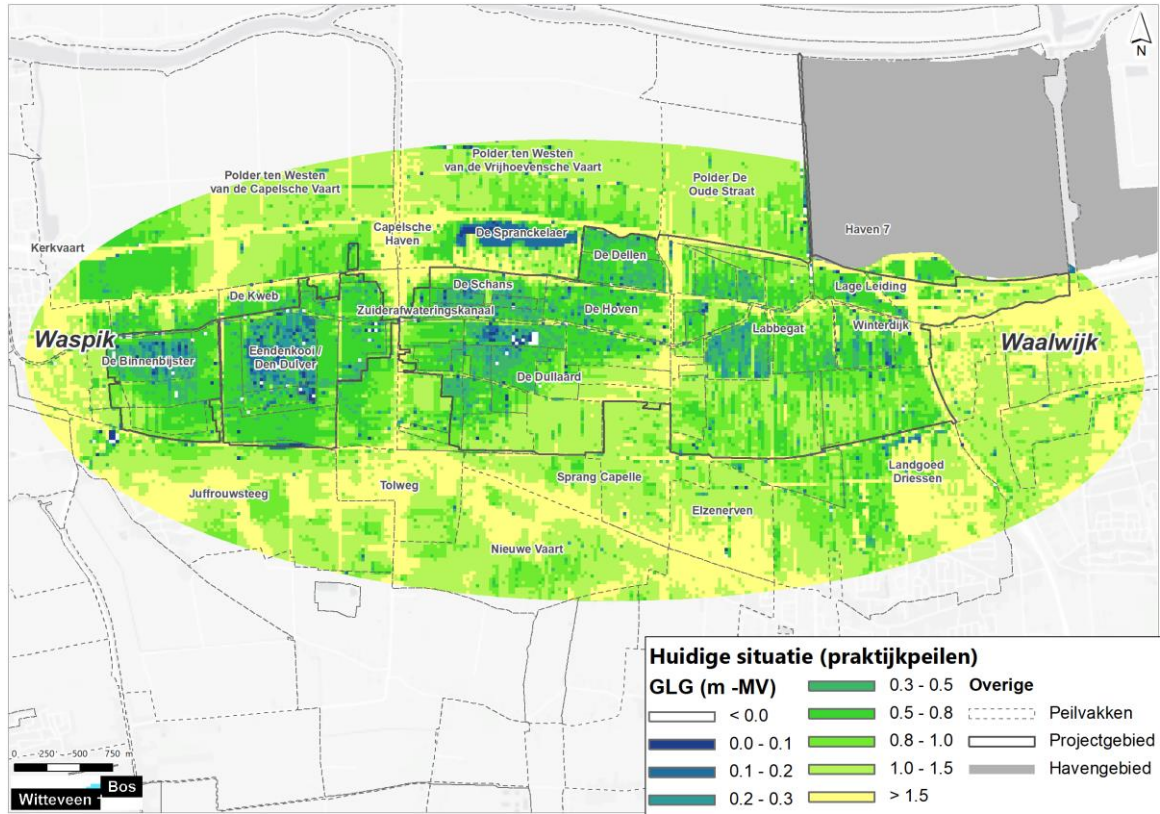 N
Polder ten Westen
van de Vrijhoevensche Vaart
Polder ten Westen
van de Capelsche Vaart
Polder De
Oude Straat
Kerkvaart
Capelsche
Haven
De Spranckelaer
Haven 7
De Dellen
De Schans
Lage Leiding
De Kweb
Zuiderafwateringskanaal
De Hoven
Labbegat
Winterdijk
Waspik
De Binnenbijster
Eendenkooi /
Den Dulver
Waalwijk
De Dullaard
Landgoed
Driessen
Juffrouwsteeg
Tolweg
Sprang Capelle
Elzenerven
Nieuwe Vaart
Huidige situatie (praktijkpeilen)
GLG (m -MV)
< 0.0
0.0 - 0.1
0.1 - 0.2
0.2 - 0.3
0.3 - 0.5
0.5 - 0.8
0.8 - 1.0
1.0 - 1.5
> 1.5
Overige
Peilvakken
Projectgebied
Havengebied
0 250 500 750 m
Witteveen + Bos